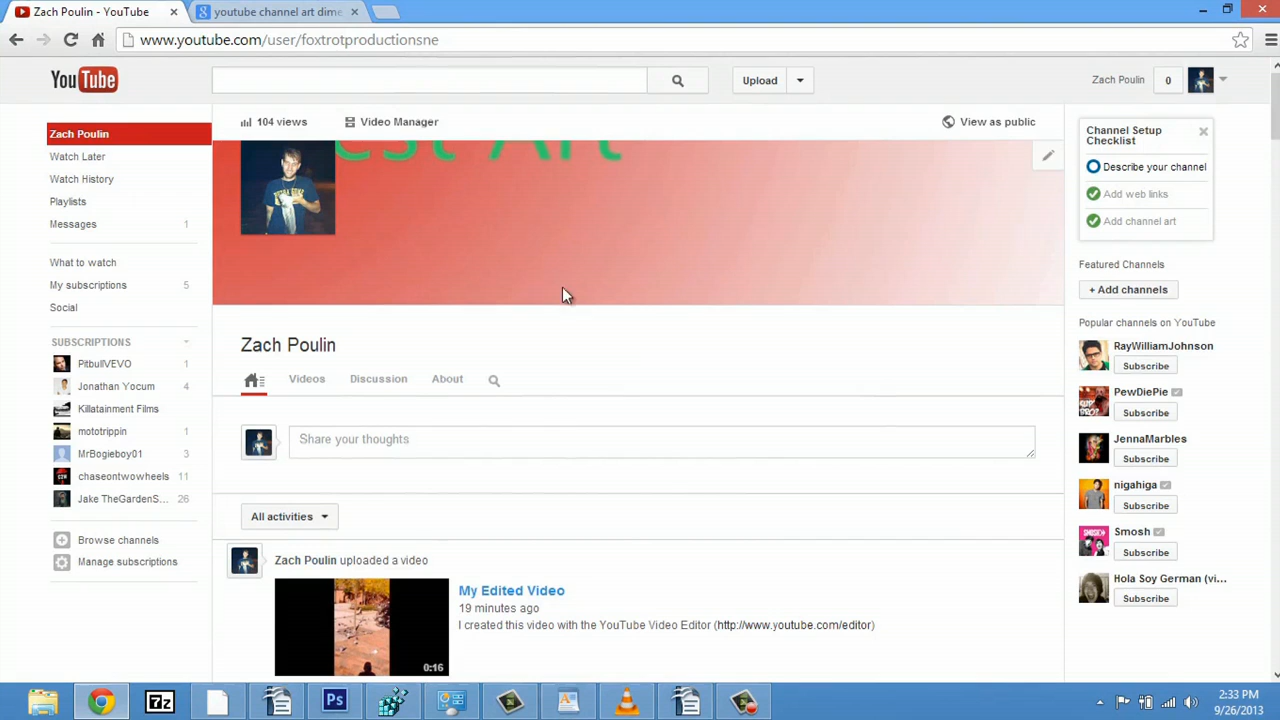 Zach Poulin - YouTube
youtube channel art dime
www.youtube.com/user/foxtrotproductionsne
YouTube
Upload
Zach Poulin
0
Zach Poulin
Watch Later
Watch History
Playlists
Messages 1
What to watch
My subscriptions 5
Social
SUBSCRIPTIONS
PitbullVEVO 1
Jonathan Yocum 4
Killatainment Films
mototrippin 1
MrBogieboy01 3
chaseontwowheels 11
Jake TheGardenS... 26
Browse channels
Manage subscriptions
104 views
Video Manager
View as public
est Art
Zach Poulin
Videos
Discussion
About
Share your thoughts
All activities
Zach Poulin uploaded a video
My Edited Video
19 minutes ago
I created this video with the YouTube Video Editor (http://www.youtube.com/editor)
0:16
Channel Setup
Checklist
Describe your channel
Add web links
Add channel art
Featured Channels
+ Add channels
Popular channels on YouTube
RayWilliamJohnson
Subscribe
PewDiePie
Subscribe
JennaMarbles
Subscribe
nigahiga
Subscribe
Smosh
Subscribe
Hola Soy German (vi...
Subscribe
7z
Ps
2:33 PM
9/26/2013